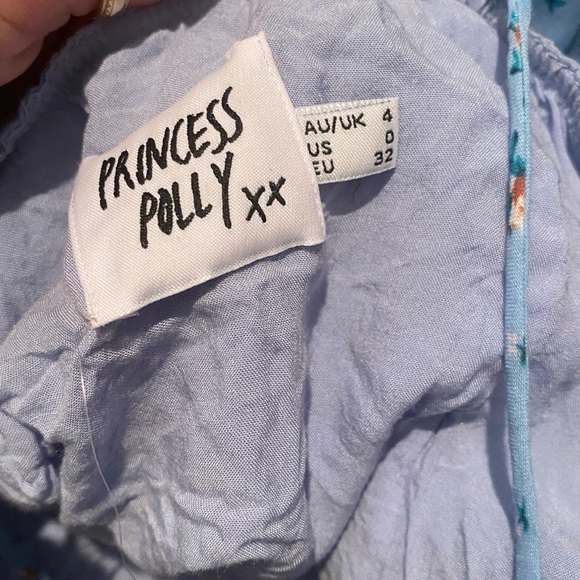 PRINCESS
POLLY xx
AU/UK 4
US 0
EU 32